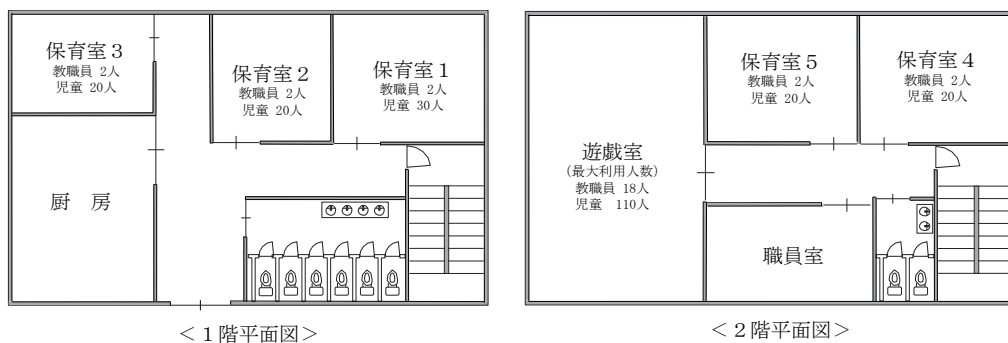 保育室3
教職員 2人
児童 20人
保育室2
教職員 2人
児童 20人
保育室1
教職員 2人
児童 30人
厨 房
<1階平面図>
保育室5
教職員 2人
児童 20人
保育室4
教職員 2人
児童 20人
遊戯室
(最大利用人数)
教職員 18人
児童 110人
職員室
<2階平面図>